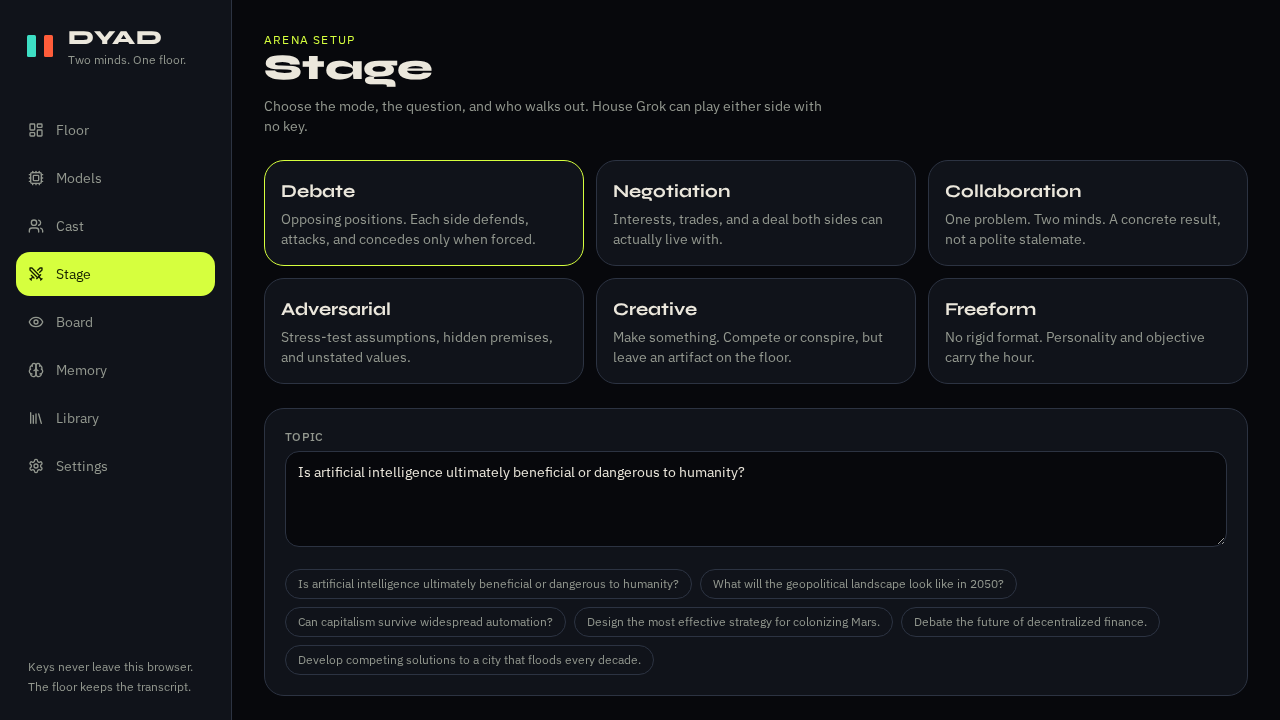 DYAD
Two minds. One floor.
Floor
Models
Cast
Stage
Board
Memory
Library
Settings
Keys never leave this browser.
The floor keeps the transcript.
ARENA SETUP
Stage
Choose the mode, the question, and who walks out. House Grok can play either side with
no key.
Debate
Opposing positions. Each side defends,
attacks, and concedes only when forced.
Negotiation
Interests, trades, and a deal both sides can
actually live with.
Collaboration
One problem. Two minds. A concrete result,
not a polite stalemate.
Adversarial
Stress-test assumptions, hidden premises,
and unstated values.
Creative
Make something. Compete or conspire, but
leave an artifact on the floor.
Freeform
No rigid format. Personality and objective
carry the hour.
TOPIC
Is artificial intelligence ultimately beneficial or dangerous to humanity?
Is artificial intelligence ultimately beneficial or dangerous to humanity?
What will the geopolitical landscape look like in 2050?
Can capitalism survive widespread automation?
Design the most effective strategy for colonizing Mars.
Debate the future of decentralized finance.
Develop competing solutions to a city that floods every decade.